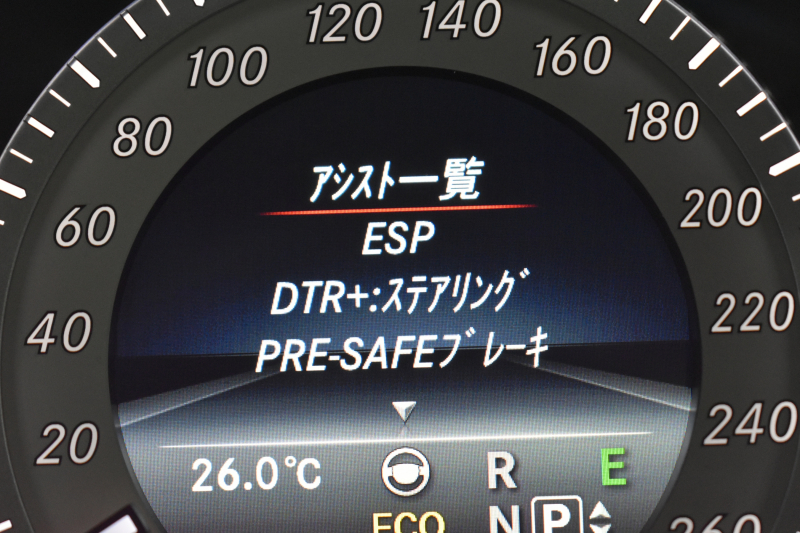 120 140
100 160
80 180
60 200
40 220
20 240
260
ｱｼｽﾄ一覧
ESP
DTR+:ｽﾃｱﾘﾝｸﾞ
PRE-SAFEﾌﾞﾚｰｷ
26.0℃ R E
ECO N P